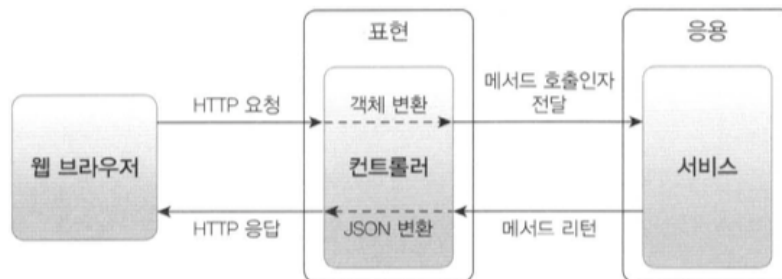 표현
응용
메서드 호출인자
전달
HTTP 요청
객체 변환
웹 브라우저
컨트롤러
서비스
HTTP 응답
JSON 변환
메서드 리턴